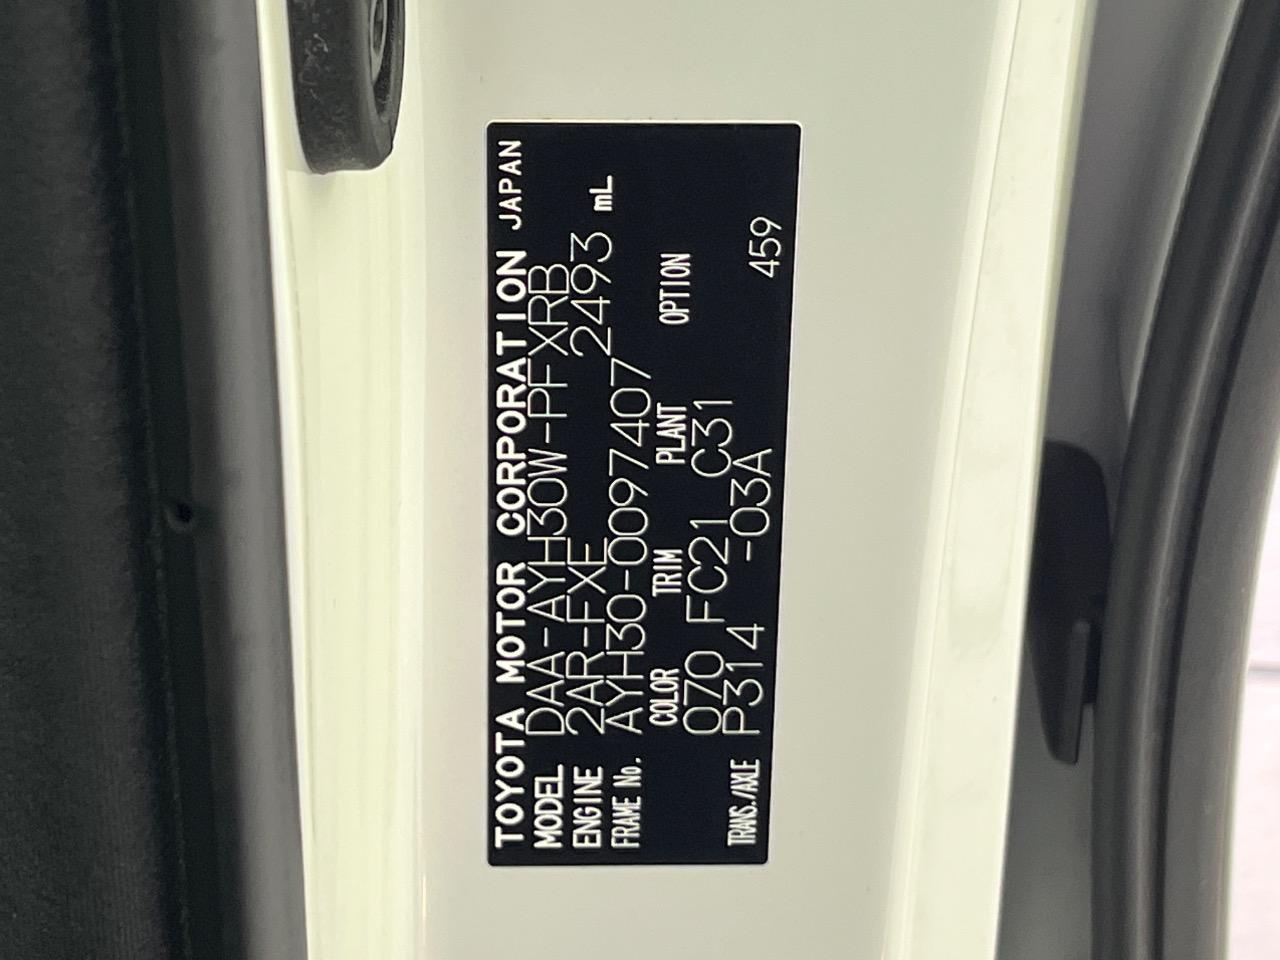 TOYOTA MOTOR CORPORATION JAPAN
MODEL DAA-AYH30W-PFXRB
ENGINE 2AR-FXE 2493 mL
FRAME No. AYH30-0097407
COLOR TRIM PLANT OPTION
070 FC21 C31
TRANS./AXLE P314 -03A 459